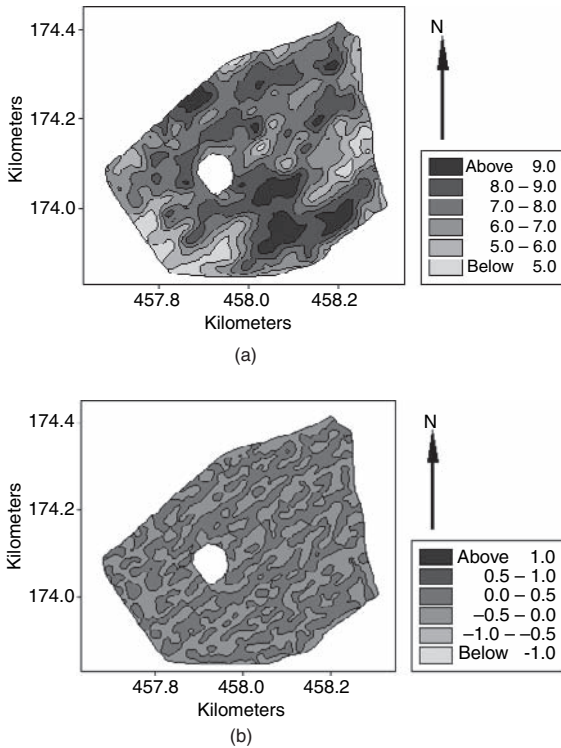 174.4
174.2
174.0
Kilometers
457.8 458.0 458.2
Kilometers
N
Above 9.0
8.0 – 9.0
7.0 – 8.0
6.0 – 7.0
5.0 – 6.0
Below 5.0
(a)
174.4
174.2
174.0
Kilometers
457.8 458.0 458.2
Kilometers
N
Above 1.0
0.5 – 1.0
0.0 – 0.5
–0.5 – 0.0
–1.0 – –0.5
Below -1.0
(b)